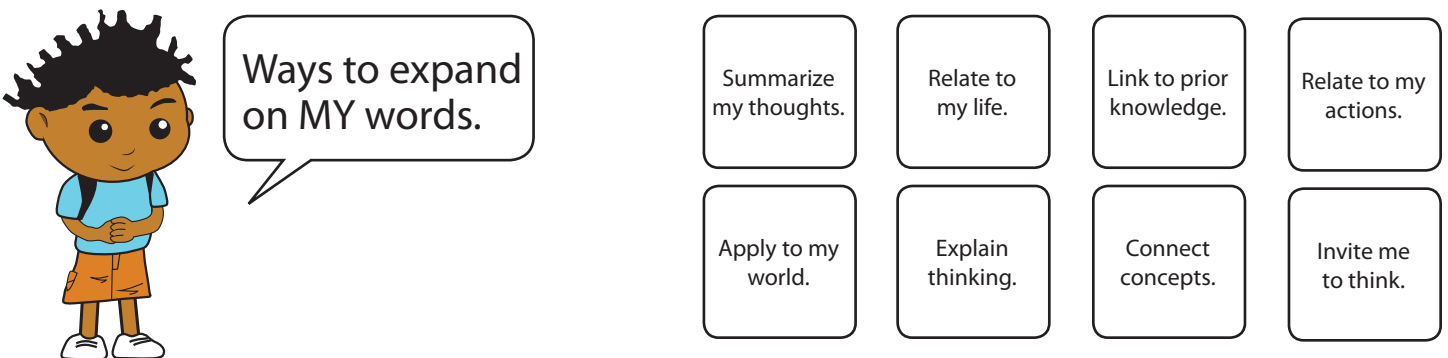 Ways to expand
on MY words.
Summarize
my thoughts.
Relate to
my life.
Link to prior
knowledge.
Relate to my
actions.
Apply to my
world.
Explain
thinking.
Connect
concepts.
Invite me
to think.